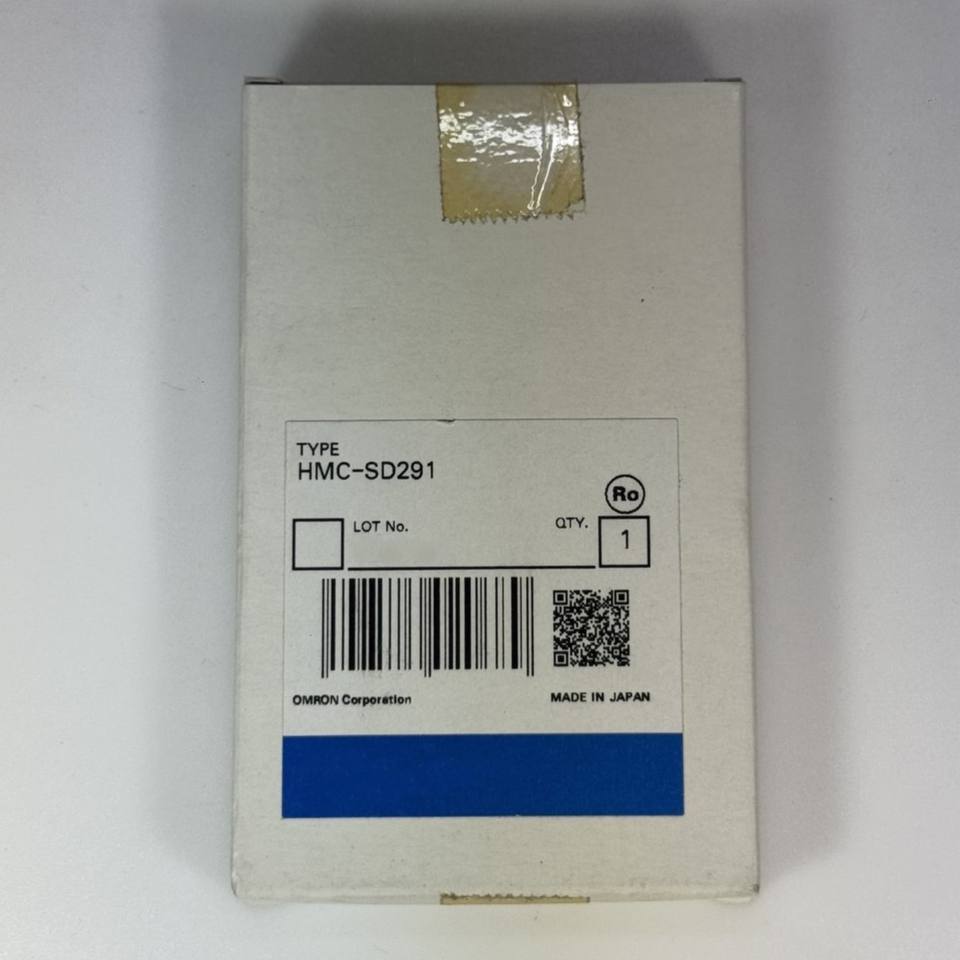 TYPE
HMC-SD291
Ro
LOT No.
QTY.
1
OMRON Corporation
MADE IN JAPAN